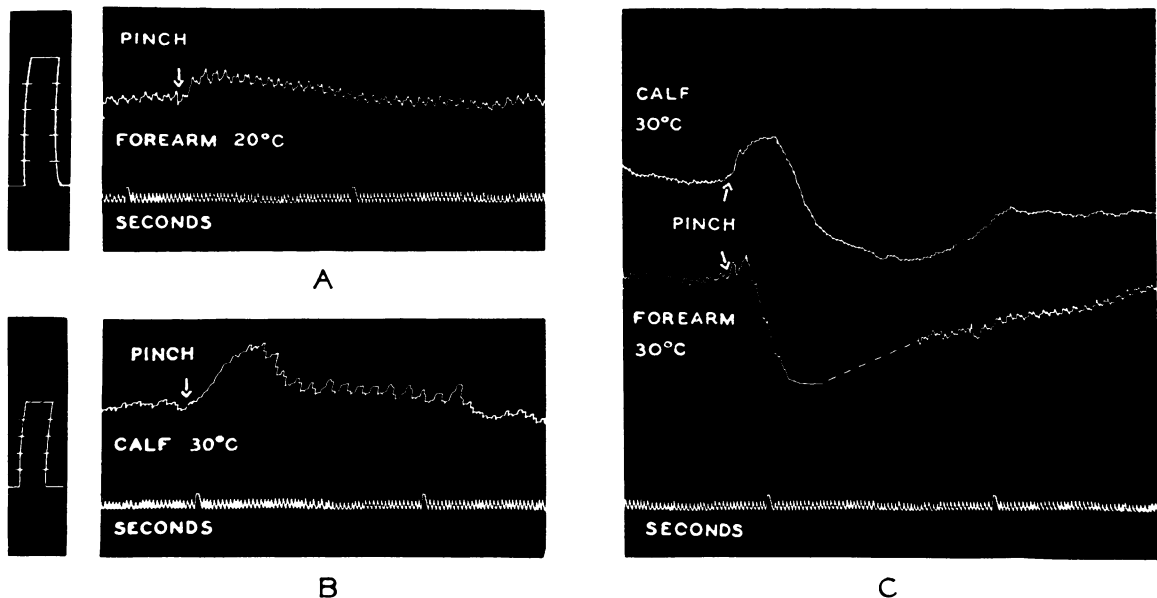 PINCH
FOREARM 20°C
SECONDS
A
PINCH
CALF 30°C
SECONDS
B
CALF
30°C
PINCH
FOREARM
30°C
SECONDS
C